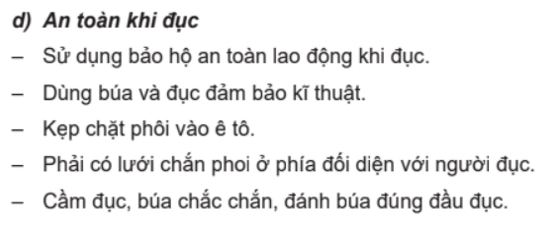 d) An toàn khi đục
– Sử dụng bảo hộ an toàn lao động khi đục.
– Dùng búa và đục đảm bảo kĩ thuật.
– Kẹp chặt phôi vào ê tô.
– Phải có lưới chắn phoi ở phía đối diện với người đục.
– Cầm đục, búa chắc chắn, đánh búa đúng đầu đục.